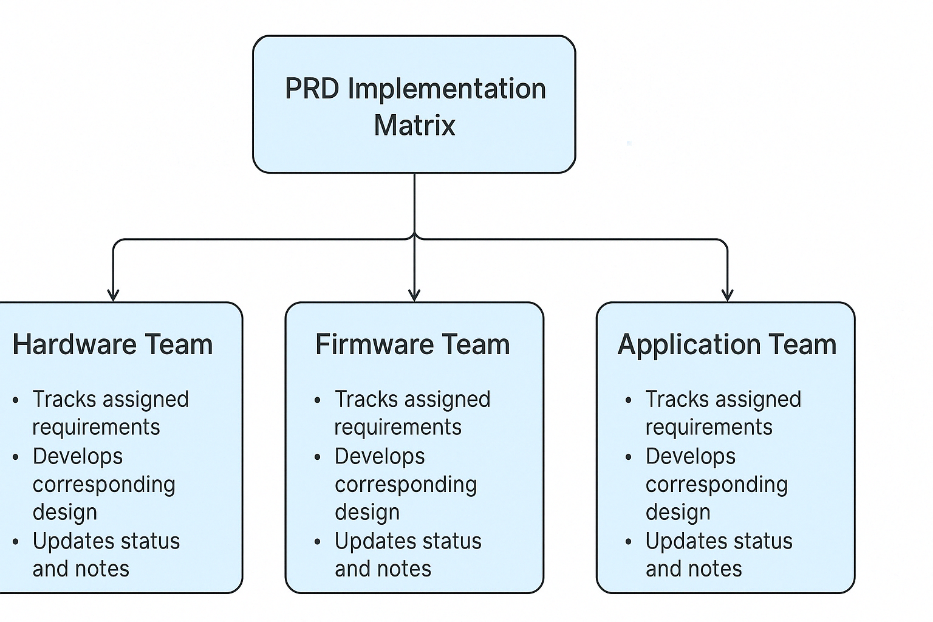 PRD Implementation
Matrix
Hardware Team
• Tracks assigned
requirements
• Develops
corresponding
design
• Updates status
and notes
Firmware Team
• Tracks assigned
requirements
• Develops
corresponding
design
• Updates status
and notes
Application Team
• Tracks assigned
requirements
• Develops
corresponding
design
• Updates status
and notes